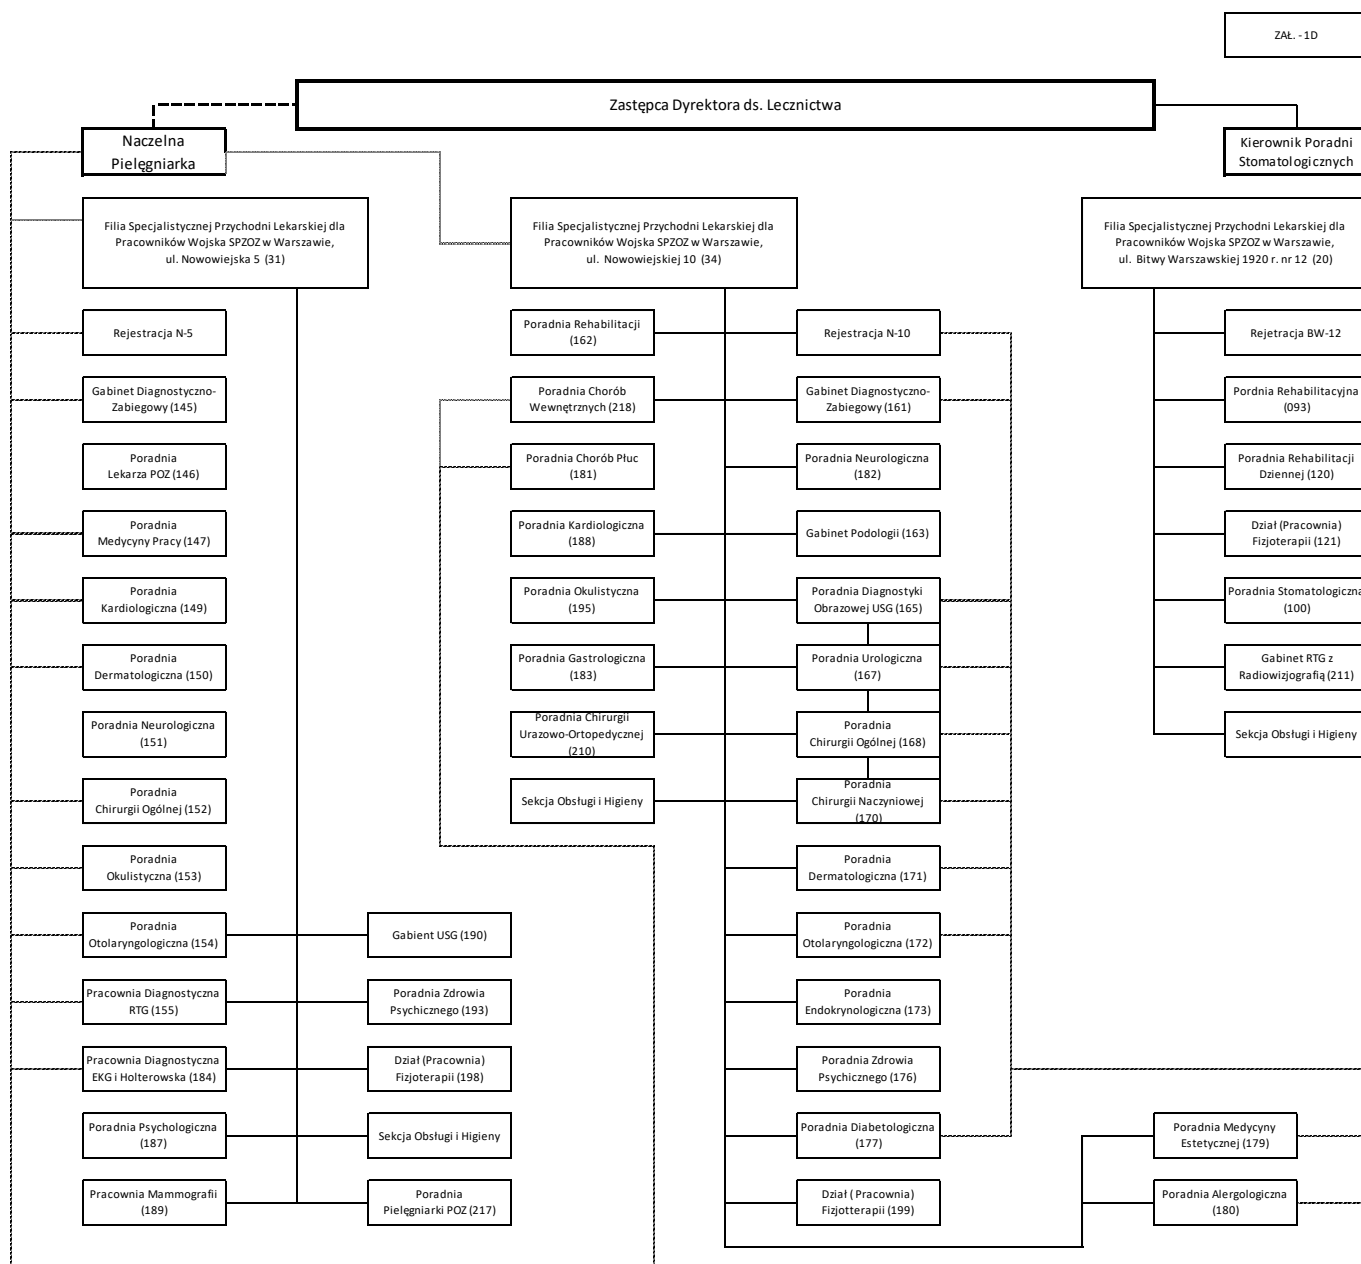 ZAŁ. - 1D
Zastępca Dyrektora ds. Lecznictwa
Naczelna
Pielęgniarka
Kierownik Poradni
Stomatologicznych
Filia Specjalistycznej Przychodni Lekarskiej dla
Pracowników Wojska SPZOZ w Warszawie,
ul. Nowowiejska 5 (31)
Filia Specjalistycznej Przychodni Lekarskiej dla
Pracowników Wojska SPZOZ w Warszawie,
ul. Nowowiejskiej 10 (34)
Filia Specjalistycznej Przychodni Lekarskiej dla
Pracowników Wojska SPZOZ w Warszawie,
ul. Bitwy Warszawskiej 1920 r. nr 12 (20)
Rejestracja N-5
Poradnia Rehabilitacji
(162)
Rejestracja N-10
Rejetracja BW-12
Gabinet Diagnostyczno-
Zabiegowy (145)
Poradnia Chorób
Wewnętrznych (218)
Gabinet Diagnostyczno-
Zabiegowy (161)
Pordnia Rehabilitacyjna
(093)
Poradnia
Lekarza POZ (146)
Poradnia Chorób Płuc
(181)
Poradnia Neurologiczna
(182)
Poradnia Rehabilitacji
Dziennej (120)
Poradnia
Medycyny Pracy (147)
Poradnia Kardiologiczna
(188)
Gabinet Podologii (163)
Dział (Pracownia)
Fizjoterapii (121)
Poradnia
Kardiologiczna (149)
Poradnia Okulistyczna
(195)
Poradnia Diagnostyki
Obrazowej USG (165)
Poradnia Stomatologiczna
(100)
Poradnia
Dermatologiczna (150)
Poradnia Gastrologiczna
(183)
Poradnia Urologiczna
(167)
Gabinet RTG z
Radiowizjografią (211)
Poradnia Neurologiczna
(151)
Poradnia Chirurgii
Urazowo-Ortopedycznej
(210)
Poradnia
Chirurgii Ogólnej (168)
Sekcja Obsługi i Higieny
Poradnia
Chirurgii Ogólnej (152)
Sekcja Obsługi i Higieny
Poradnia
Chirurgii Naczyniowej
(170)
Poradnia
Okulistyczna (153)
Poradnia
Dermatologiczna (171)
Poradnia
Otolaryngologiczna (154)
Gabient USG (190)
Poradnia
Otolaryngologiczna (172)
Pracownia Diagnostyczna
RTG (155)
Poradnia Zdrowia
Psychicznego (193)
Poradnia
Endokrynologiczna (173)
Pracownia Diagnostyczna
EKG i Holterowska (184)
Dział (Pracownia)
Fizjoterapii (198)
Poradnia Zdrowia
Psychicznego (176)
Poradnia Psychologiczna
(187)
Sekcja Obsługi i Higieny
Poradnia Diabetologiczna
(177)
Poradnia Medycyny
Estetycznej (179)
Pracownia Mammografii
(189)
Poradnia
Pielęgniarki POZ (217)
Dział ( Pracownia)
Fizjotterapii (199)
Poradnia Alergologiczna
(180)